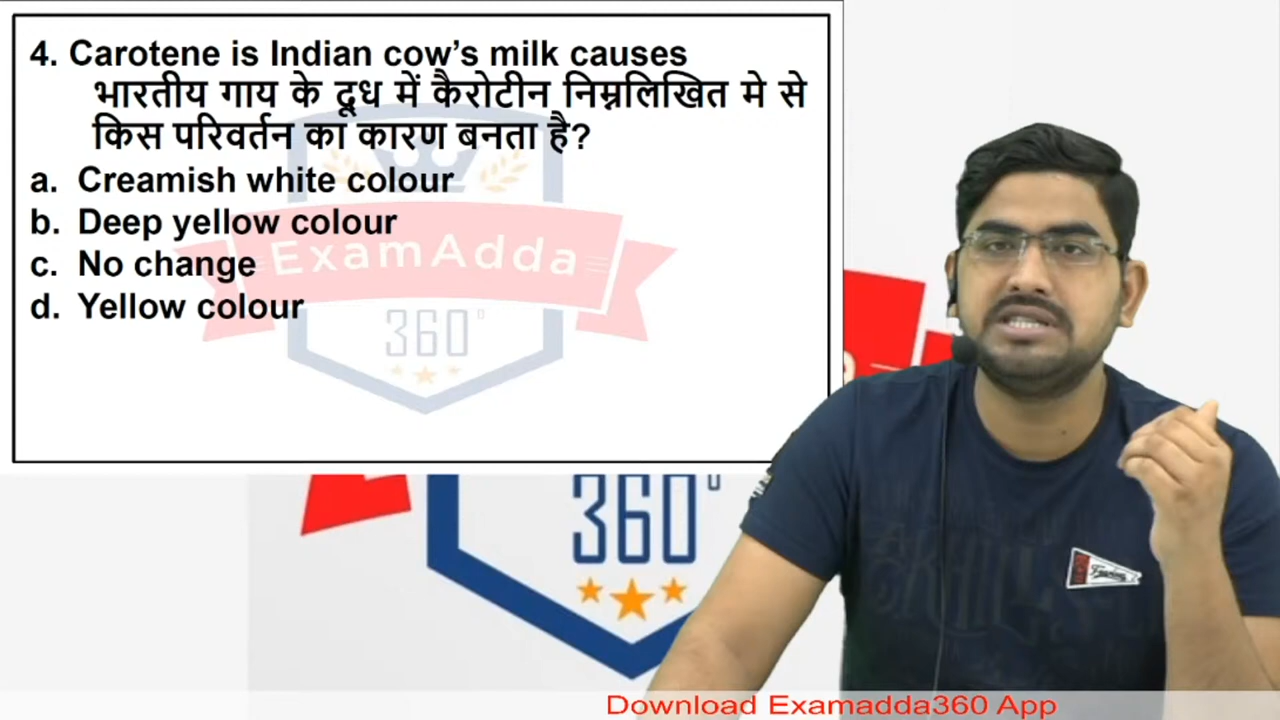 4. Carotene is Indian cow's milk causes
भारतीय गाय के दूध में कैरोटीन निम्नलिखित मे से
किस परिवर्तन का कारण बनता है?
a. Creamish white colour
b. Deep yellow colour
c. No change
d. Yellow colour
ExamAdda
360°
360°
Download Examadda360 App